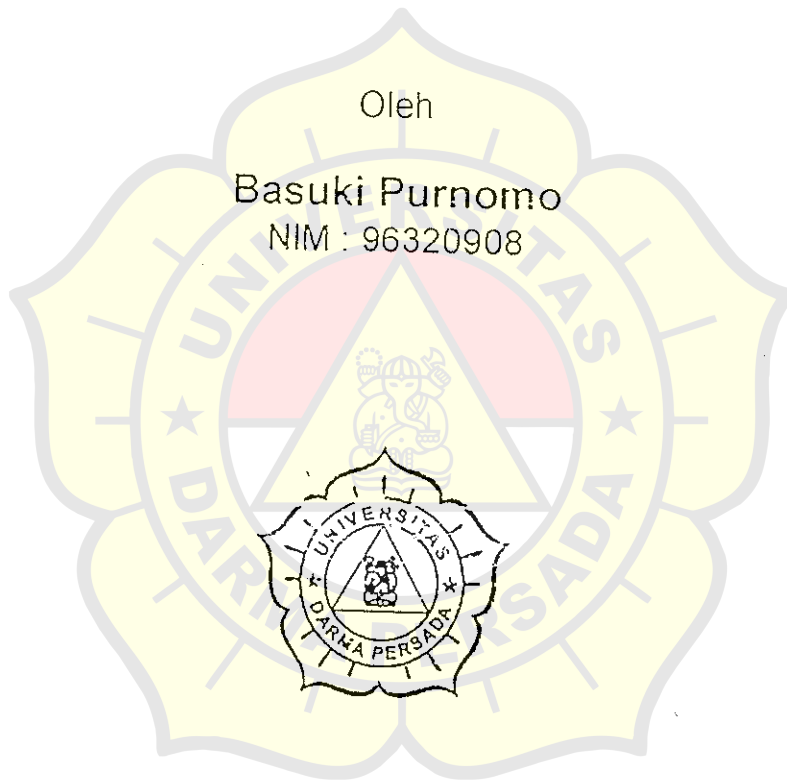 Oleh
Basuki Purnomo
NIM : 96320908
UNIVERSITAS
DARMA PERSADA
UNIVERSITAS
DARMA PERSADA